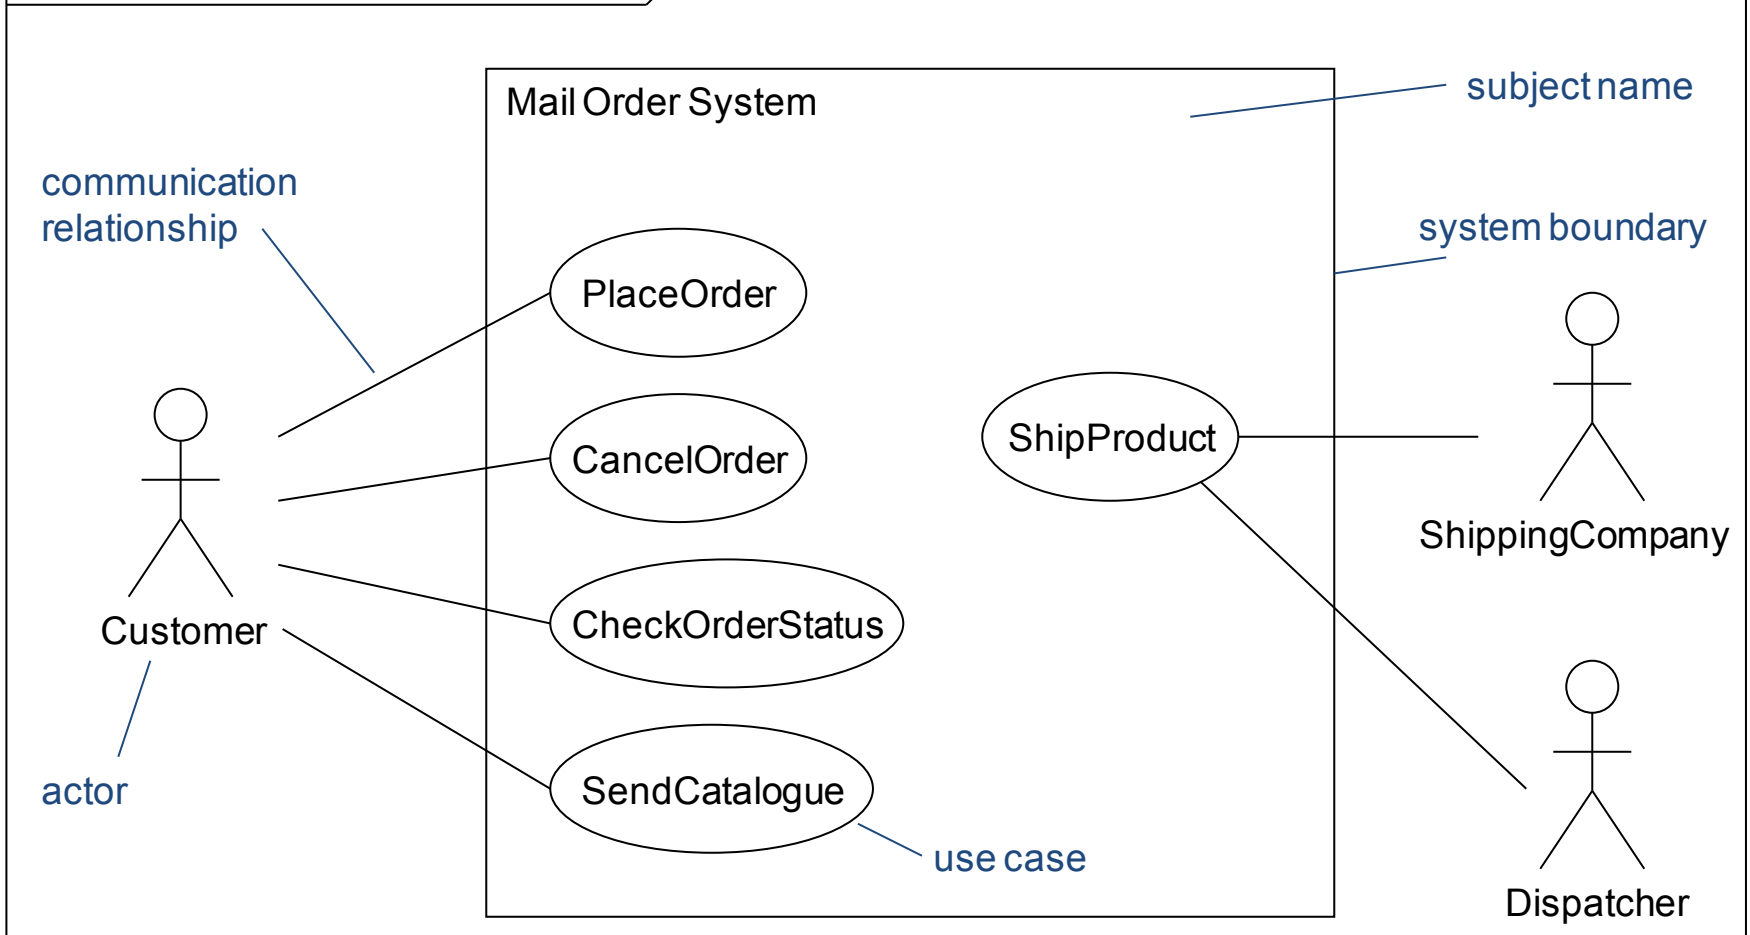 Mail Order System
subject name
communication
relationship
system boundary
PlaceOrder
CancelOrder
ShipProduct
ShippingCompany
CheckOrderStatus
Customer
actor
SendCatalogue
use case
Dispatcher